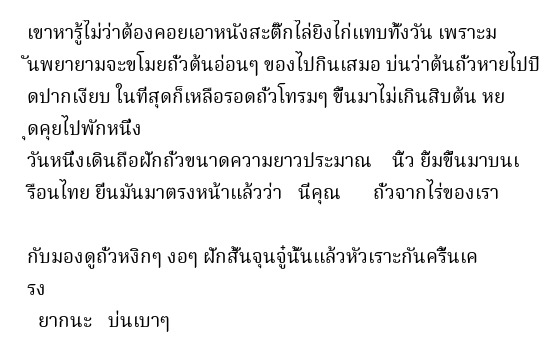 เขาหารู้ไม่ว่าต้องคอยเอาหนังสะติ๊กไล่ยิงไก่แทบทั้งวัน เพราะม
ันพยายามจะขโมยถั่วต้นอ่อนๆ ของไปกินเสมอ บ่นว่าต้นถั่วหายไปปิ
ดปากเงียบ ในที่สุดก็เหลือรอดถั่วโทรมๆ ขึ้นมาไม่เกินสิบต้น หย
ุดคุยไปพักหนึ่ง
วันหนึ่งเดินถือฝักถั่วขนาดความยาวประมาณ นิ้ว ยิ้มขึ้นมาบนเ
รือนไทย ยื่นมันมาตรงหน้าแล้วว่า นี่คุณ ถั่วจากไร่ของเรา
กับมองดูถั่วหงิกๆ งอๆ ฝักสั้นจุนจู๋นั้นแล้วหัวเราะกันครื้นเค
รง
ยากนะ บ่นเบาๆ